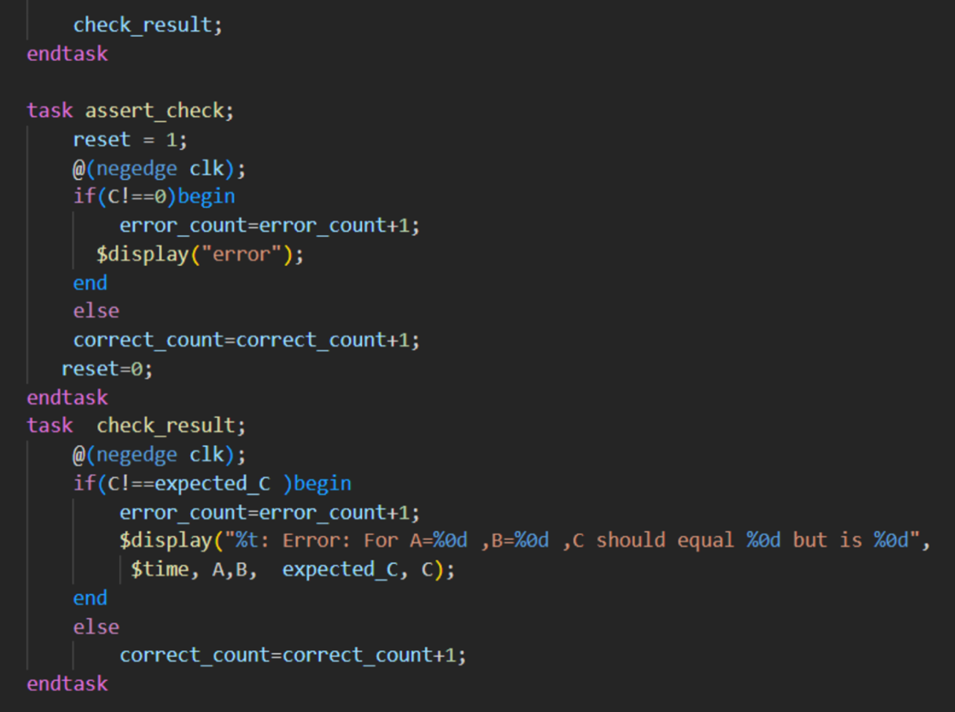 check_result;
endtask
task assert_check;
reset = 1;
@(negedge clk);
if(C!==0)begin
error_count=error_count+1;
$display("error");
end
else
correct_count=correct_count+1;
reset=0;
endtask
task  check_result;
@(negedge clk);
if(C!==expected_C )begin
error_count=error_count+1;
$display("%t: Error: For A=%0d ,B=%0d ,C should equal %0d but is %0d",
$time, A,B,  expected_C, C);
end
else
correct_count=correct_count+1;
endtask